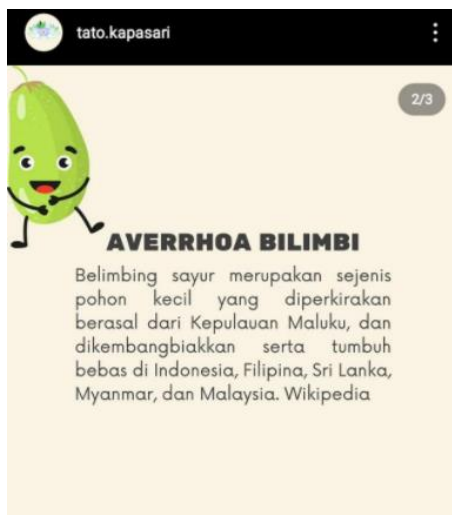 tato.kapasari
2/3
AVERRHOA BILIMBI
Belimbing sayur merupakan sejenis
pohon kecil yang diperkirakan
berasal dari Kepulauan Maluku, dan
dikembangbiakkan serta tumbuh
bebas di Indonesia, Filipina, Sri Lanka,
Myanmar, dan Malaysia. Wikipedia